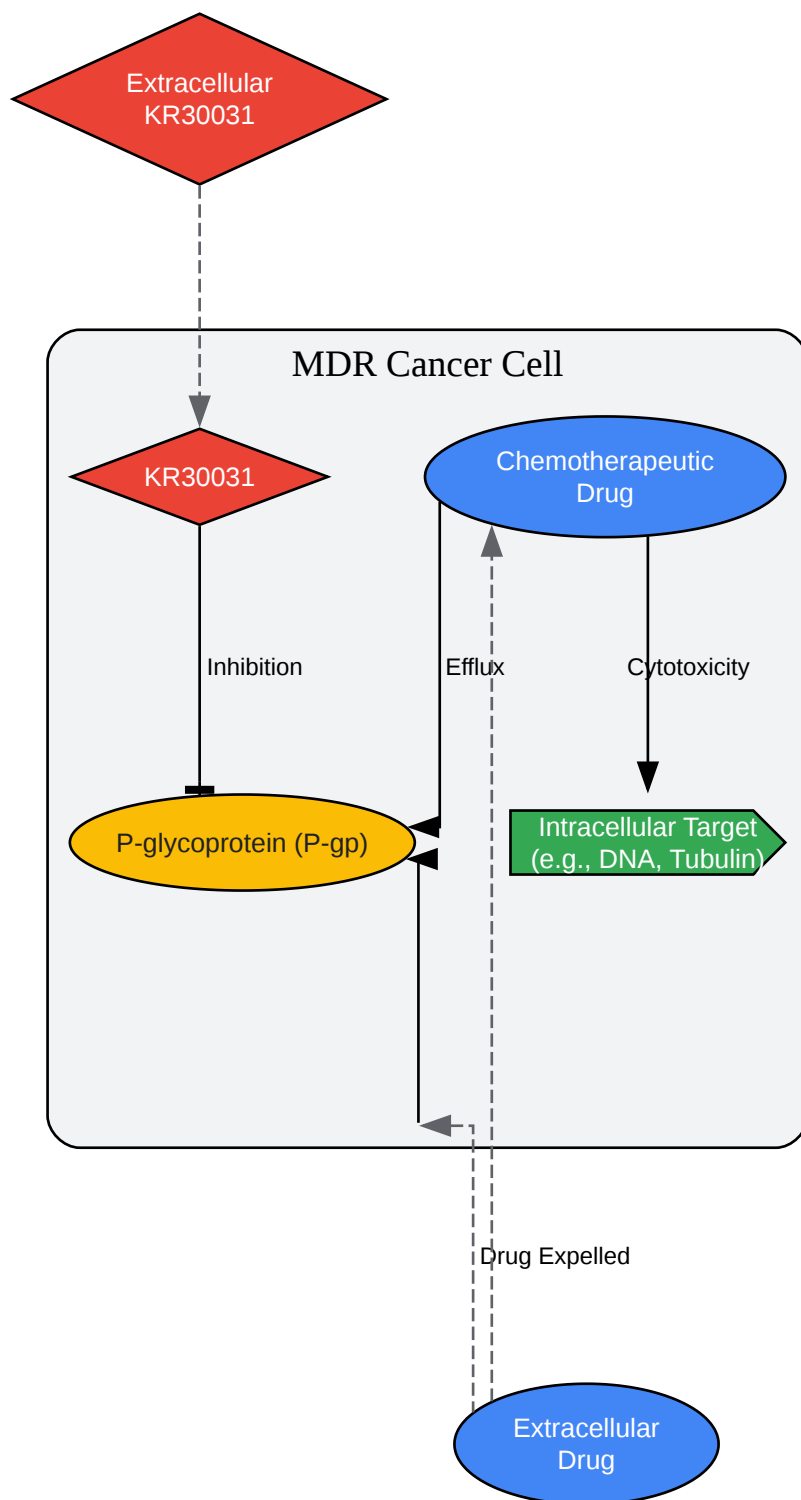 Extracellular
KR30031
MDR Cancer Cell
KR30031
Chemotherapeutic
Drug
Inhibition
Efflux
Cytotoxicity
P-glycoprotein (P-gp)
Intracellular Target
(e.g., DNA, Tubulin)
Drug Expelled
Extracellular
Drug